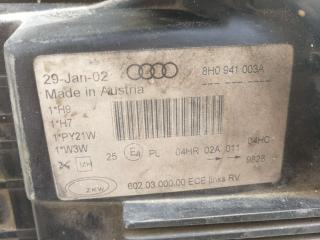 29-Jan-02 8H0 941 003A
Made in Austria
1*H9
1*H7
1*PY21W
1*W3W 04HC
25 E4 PL 04HR 02A 011
9828
ZKW 602.03.000.00 ECE links RV